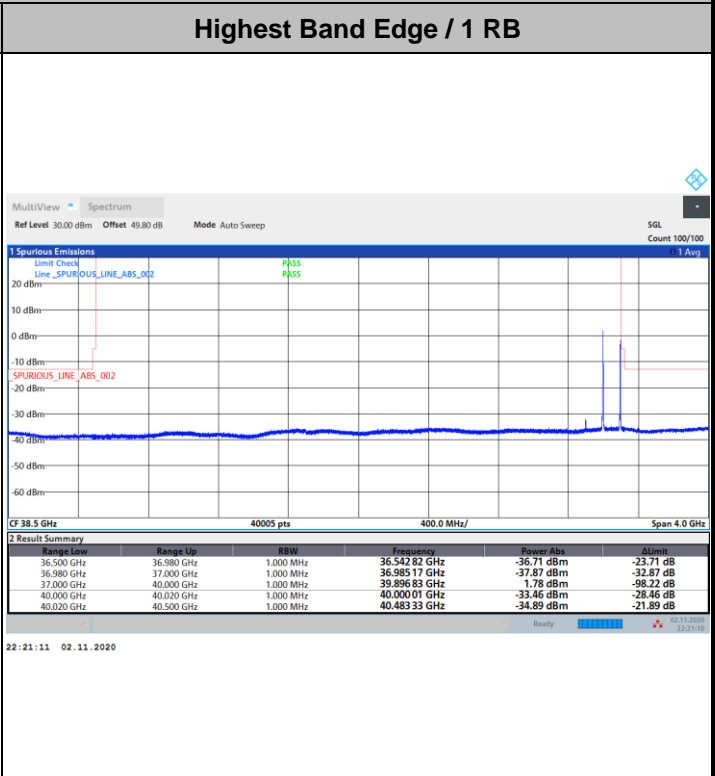 Highest Band Edge / 1 RB
MultiView Spectrum
Ref Level 30.00 dBm Offset 49.80 dB Mode Auto Sweep SGL
Count 100/100
1 Spurious Emissions 1 Avg
Limit Check PASS
Line _SPURIOUS_LINE_ABS_002 PASS
20 dBm
10 dBm
0 dBm
-10 dBm
_SPURIOUS_LINE_ABS_002
-20 dBm
-30 dBm
-40 dBm
-50 dBm
-60 dBm
CF 38.5 GHz 40005 pts 400.0 MHz/ Span 4.0 GHz
2 Result Summary
Range Low Range Up RBW Frequency Power Abs ΔLimit
36.500 GHz 36.980 GHz 1.000 MHz 36.542 82 GHz -36.71 dBm -23.71 dB
36.980 GHz 37.000 GHz 1.000 MHz 36.985 17 GHz -37.87 dBm -32.87 dB
37.000 GHz 40.000 GHz 1.000 MHz 39.896 83 GHz 1.78 dBm -98.22 dB
40.000 GHz 40.020 GHz 1.000 MHz 40.000 01 GHz -33.46 dBm -28.46 dB
40.020 GHz 40.500 GHz 1.000 MHz 40.483 33 GHz -34.89 dBm -21.89 dB
Ready 02.11.2020
22:21:10
22:21:11 02.11.2020